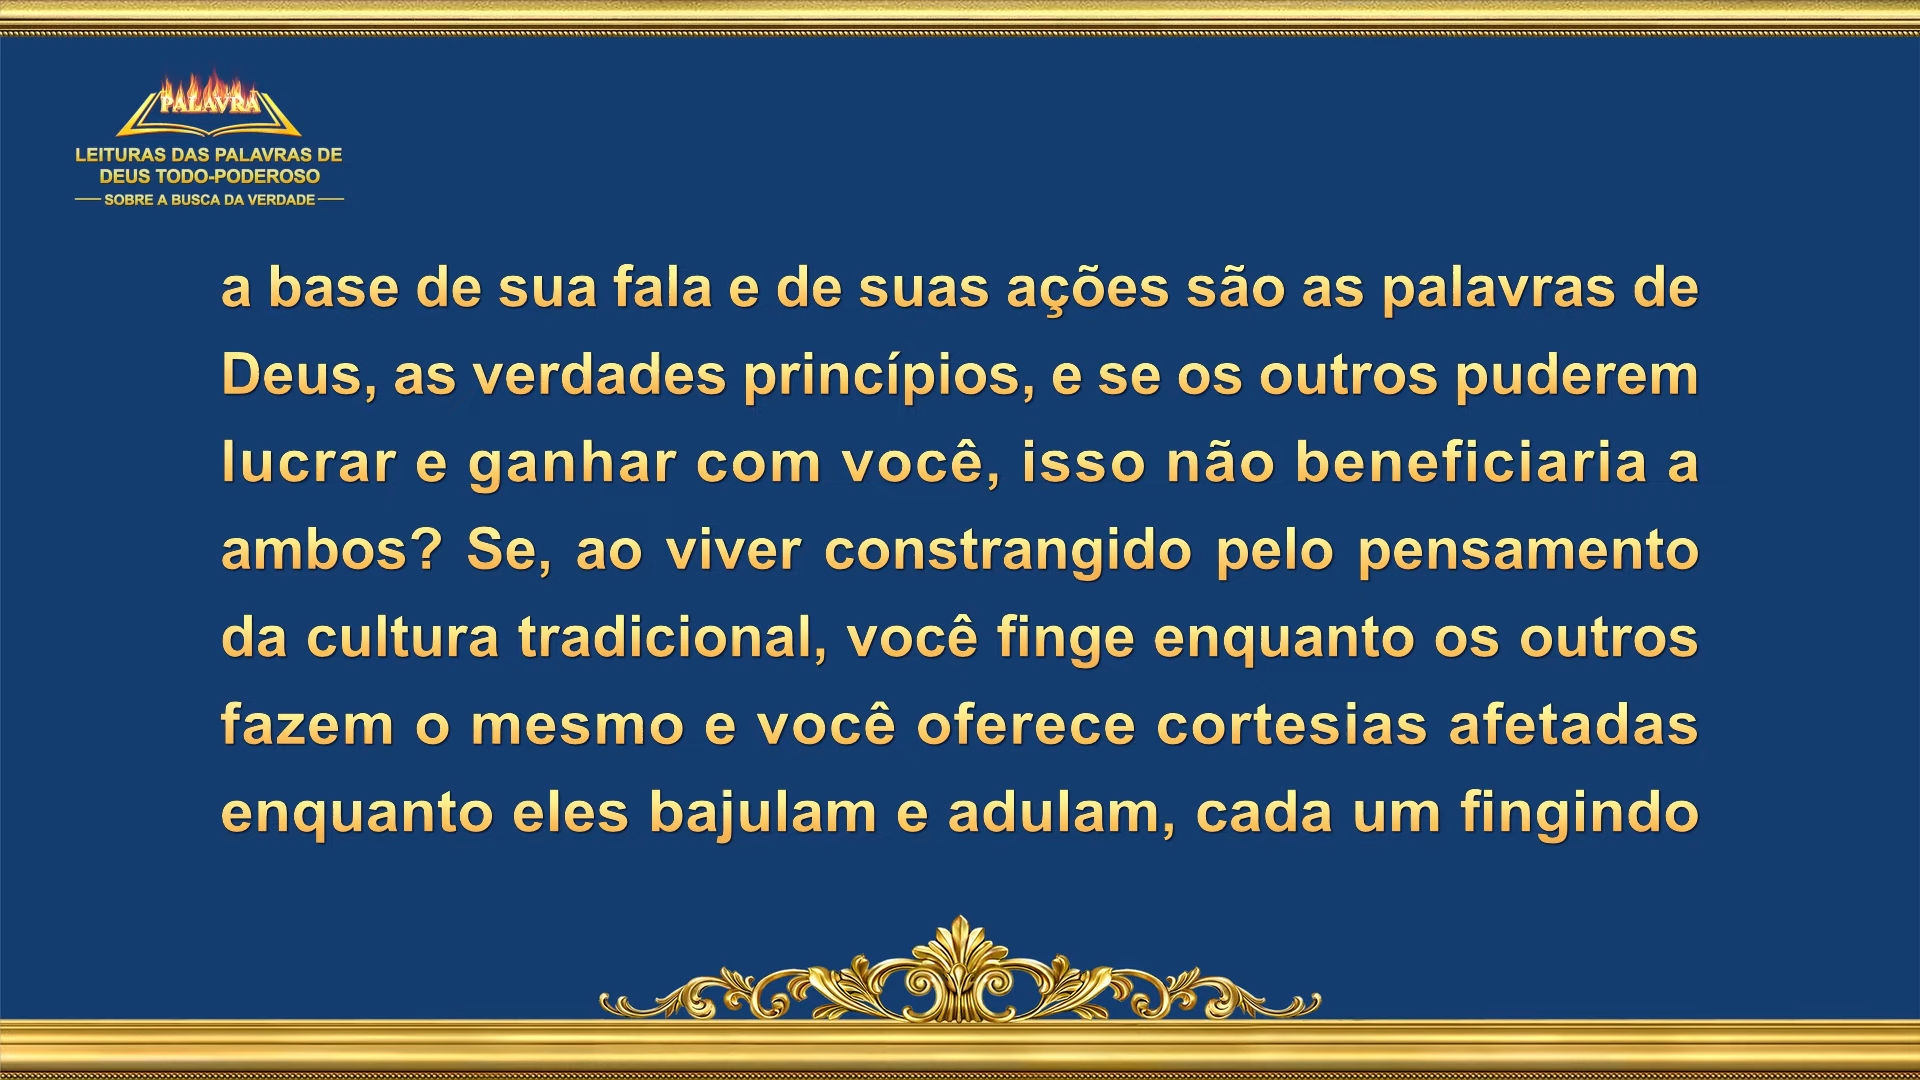 PALAVRA
LEITURAS DAS PALAVRAS DE
DEUS TODO-PODEROSO
SOBRE A BUSCA DA VERDADE
a base de sua fala e de suas ações são as palavras de
Deus, as verdades princípios, e se os outros puderem
lucrar e ganhar com você, isso não beneficiaria a
ambos? Se, ao viver constrangido pelo pensamento
da cultura tradicional, você finge enquanto os outros
fazem o mesmo e você oferece cortesias afetadas
enquanto eles bajulam e adulam, cada um fingindo